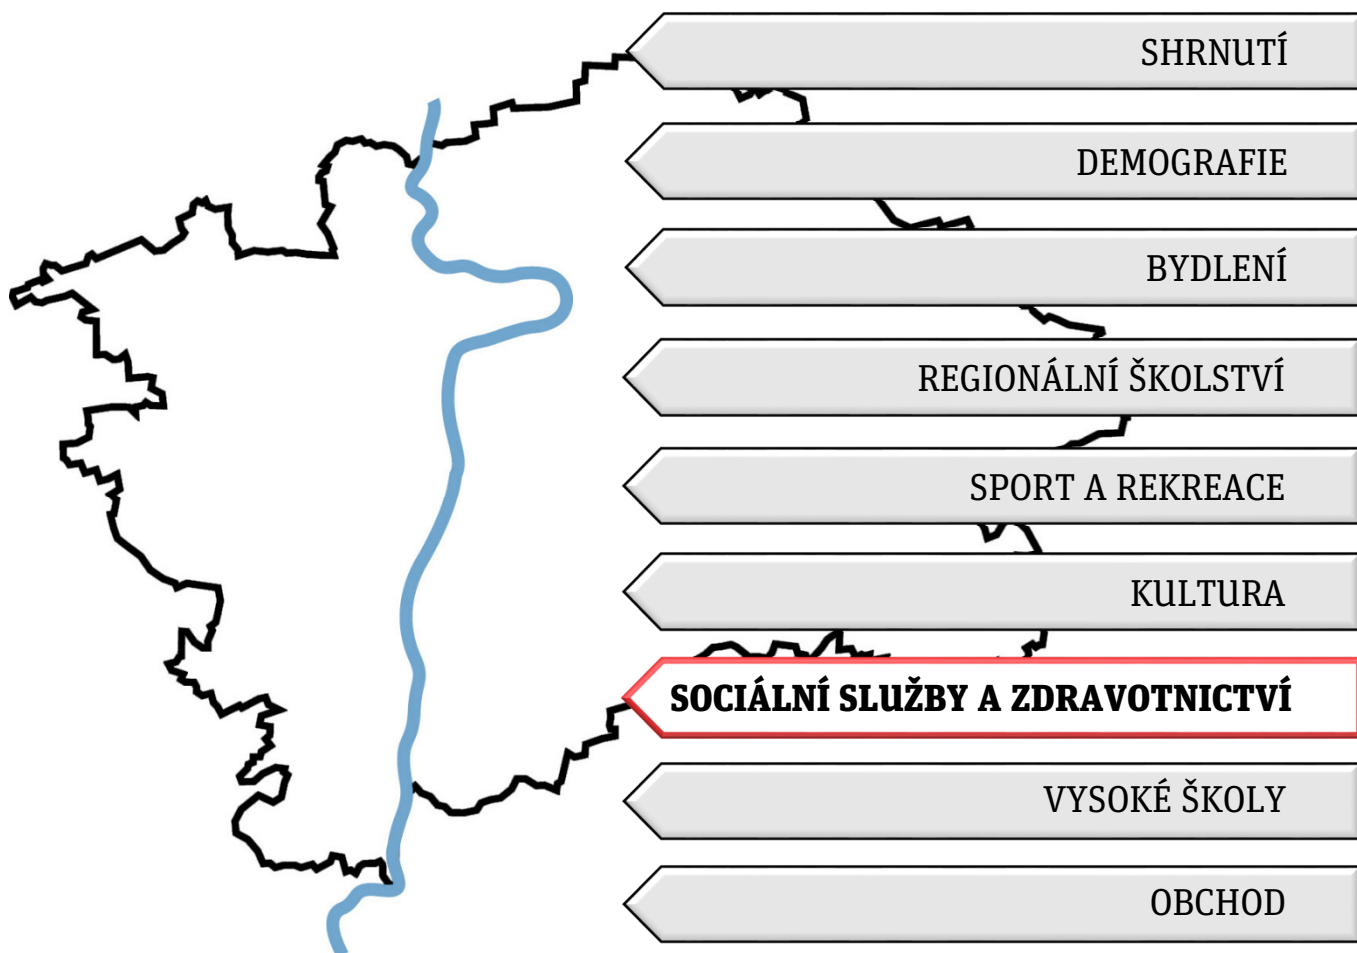 SHRNUTÍ
DEMOGRAFIE
BYDLENÍ
REGIONÁLNÍ ŠKOLSTVÍ
SPORT A REKREACE
KULTURA
SOCIÁLNÍ SLUŽBY A ZDRAVOTNICTVÍ
VYSOKÉ ŠKOLY
OBCHOD